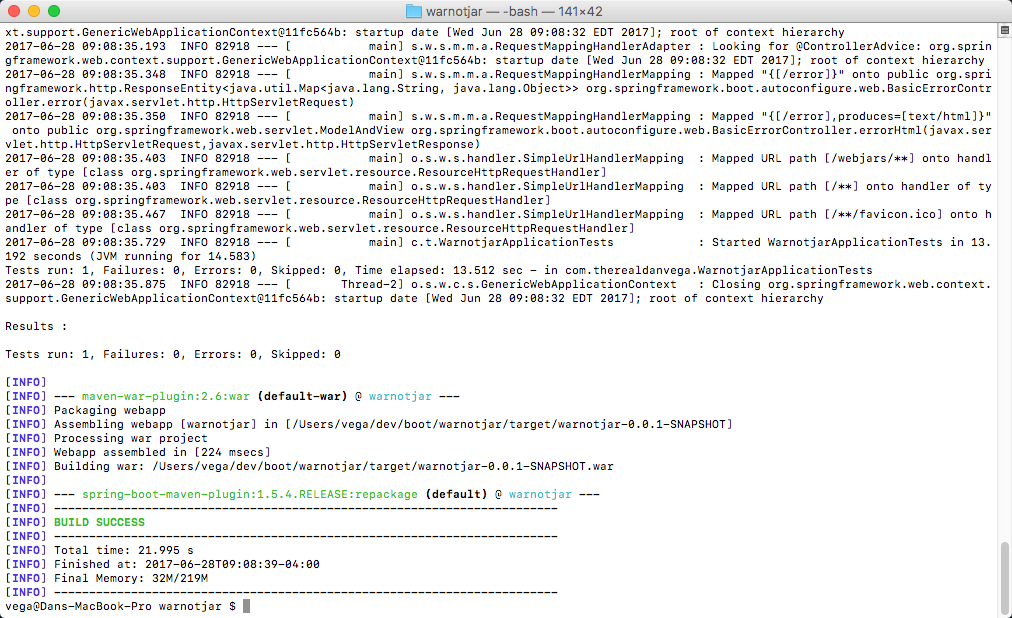 warnotjar — -bash — 141×42
xt.support.GenericWebApplicationContext@11fc564b: startup date [Wed Jun 28 09:08:32 EDT 2017]; root of context hierarchy
2017-06-28 09:08:35.193  INFO 82918 --- [           main] s.w.s.m.m.a.RequestMappingHandlerAdapter : Looking for @ControllerAdvice: org.sprin
gframework.web.context.support.GenericWebApplicationContext@11fc564b: startup date [Wed Jun 28 09:08:32 EDT 2017]; root of context hierarchy
2017-06-28 09:08:35.348  INFO 82918 --- [           main] s.w.s.m.m.a.RequestMappingHandlerMapping : Mapped "{[/error]}" onto public org.spri
ngframework.http.ResponseEntity<java.util.Map<java.lang.String, java.lang.Object>> org.springframework.boot.autoconfigure.web.BasicErrorContr
oller.error(javax.servlet.http.HttpServletRequest)
2017-06-28 09:08:35.350  INFO 82918 --- [           main] s.w.s.m.m.a.RequestMappingHandlerMapping : Mapped "{[/error],produces=[text/html]}"
 onto public org.springframework.web.servlet.ModelAndView org.springframework.boot.autoconfigure.web.BasicErrorController.errorHtml(javax.ser
vlet.http.HttpServletRequest,javax.servlet.http.HttpServletResponse)
2017-06-28 09:08:35.403  INFO 82918 --- [           main] o.s.w.s.handler.SimpleUrlHandlerMapping  : Mapped URL path [/webjars/**] onto handl
er of type [class org.springframework.web.servlet.resource.ResourceHttpRequestHandler]
2017-06-28 09:08:35.403  INFO 82918 --- [           main] o.s.w.s.handler.SimpleUrlHandlerMapping  : Mapped URL path [/**] onto handler of ty
pe [class org.springframework.web.servlet.resource.ResourceHttpRequestHandler]
2017-06-28 09:08:35.467  INFO 82918 --- [           main] o.s.w.s.handler.SimpleUrlHandlerMapping  : Mapped URL path [/**/favicon.ico] onto h
andler of type [class org.springframework.web.servlet.resource.ResourceHttpRequestHandler]
2017-06-28 09:08:35.729  INFO 82918 --- [           main] c.t.WarnotjarApplicationTests            : Started WarnotjarApplicationTests in 13.
192 seconds (JVM running for 14.583)
Tests run: 1, Failures: 0, Errors: 0, Skipped: 0, Time elapsed: 13.512 sec - in com.therealdanvega.WarnotjarApplicationTests
2017-06-28 09:08:35.875  INFO 82918 --- [       Thread-2] o.s.w.c.s.GenericWebApplicationContext   : Closing org.springframework.web.context.
support.GenericWebApplicationContext@11fc564b: startup date [Wed Jun 28 09:08:32 EDT 2017]; root of context hierarchy
Results :
Tests run: 1, Failures: 0, Errors: 0, Skipped: 0
[INFO]
[INFO] --- maven-war-plugin:2.6:war (default-war) @ warnotjar ---
[INFO] Packaging webapp
[INFO] Assembling webapp [warnotjar] in [/Users/vega/dev/boot/warnotjar/target/warnotjar-0.0.1-SNAPSHOT]
[INFO] Processing war project
[INFO] Webapp assembled in [224 msecs]
[INFO] Building war: /Users/vega/dev/boot/warnotjar/target/warnotjar-0.0.1-SNAPSHOT.war
[INFO]
[INFO] --- spring-boot-maven-plugin:1.5.4.RELEASE:repackage (default) @ warnotjar ---
[INFO] ------------------------------------------------------------------------
[INFO] BUILD SUCCESS
[INFO] ------------------------------------------------------------------------
[INFO] Total time: 21.995 s
[INFO] Finished at: 2017-06-28T09:08:39-04:00
[INFO] Final Memory: 32M/219M
[INFO] ------------------------------------------------------------------------
vega@Dans-MacBook-Pro warnotjar $